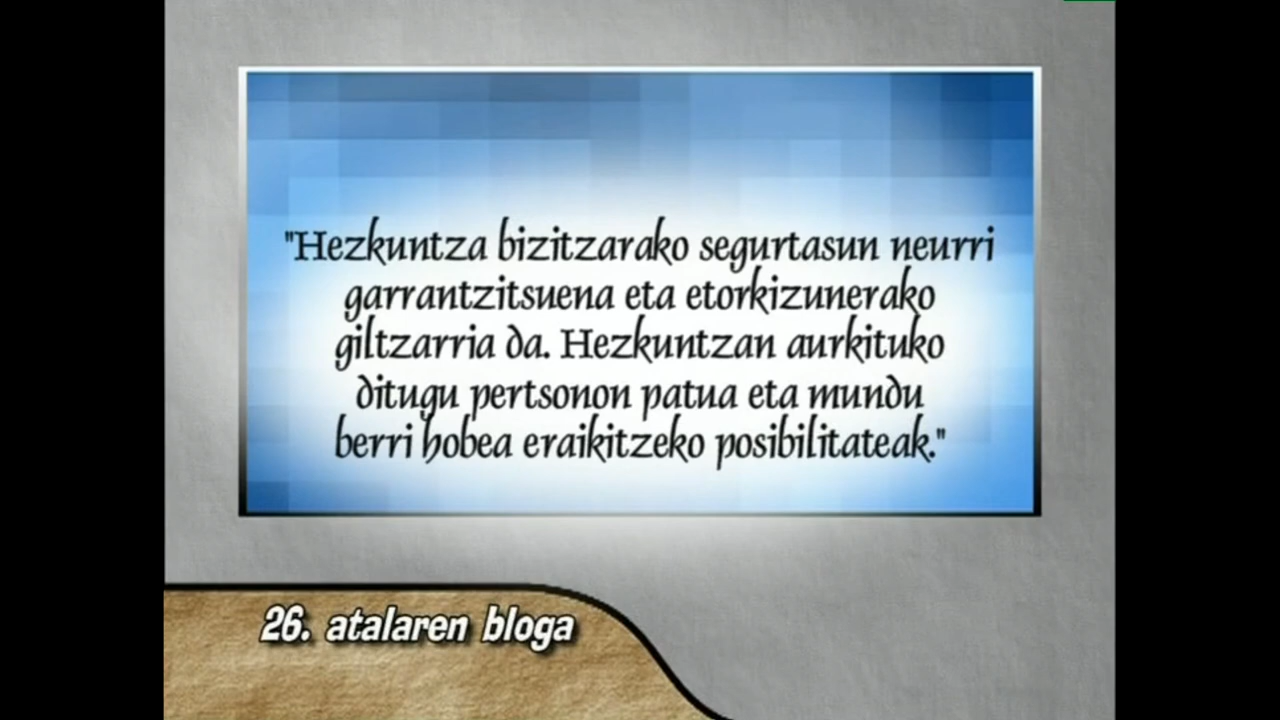 "Hezkuntza bizitzarako segurtasun neurri
garrantzitsuena eta etorkizunerako
giltzarria da. Hezkuntzan aurkituko
ditugu pertsonon patua eta mundu
berri hobea eraikitzeko posibilitateak."
26. atalaren bloga